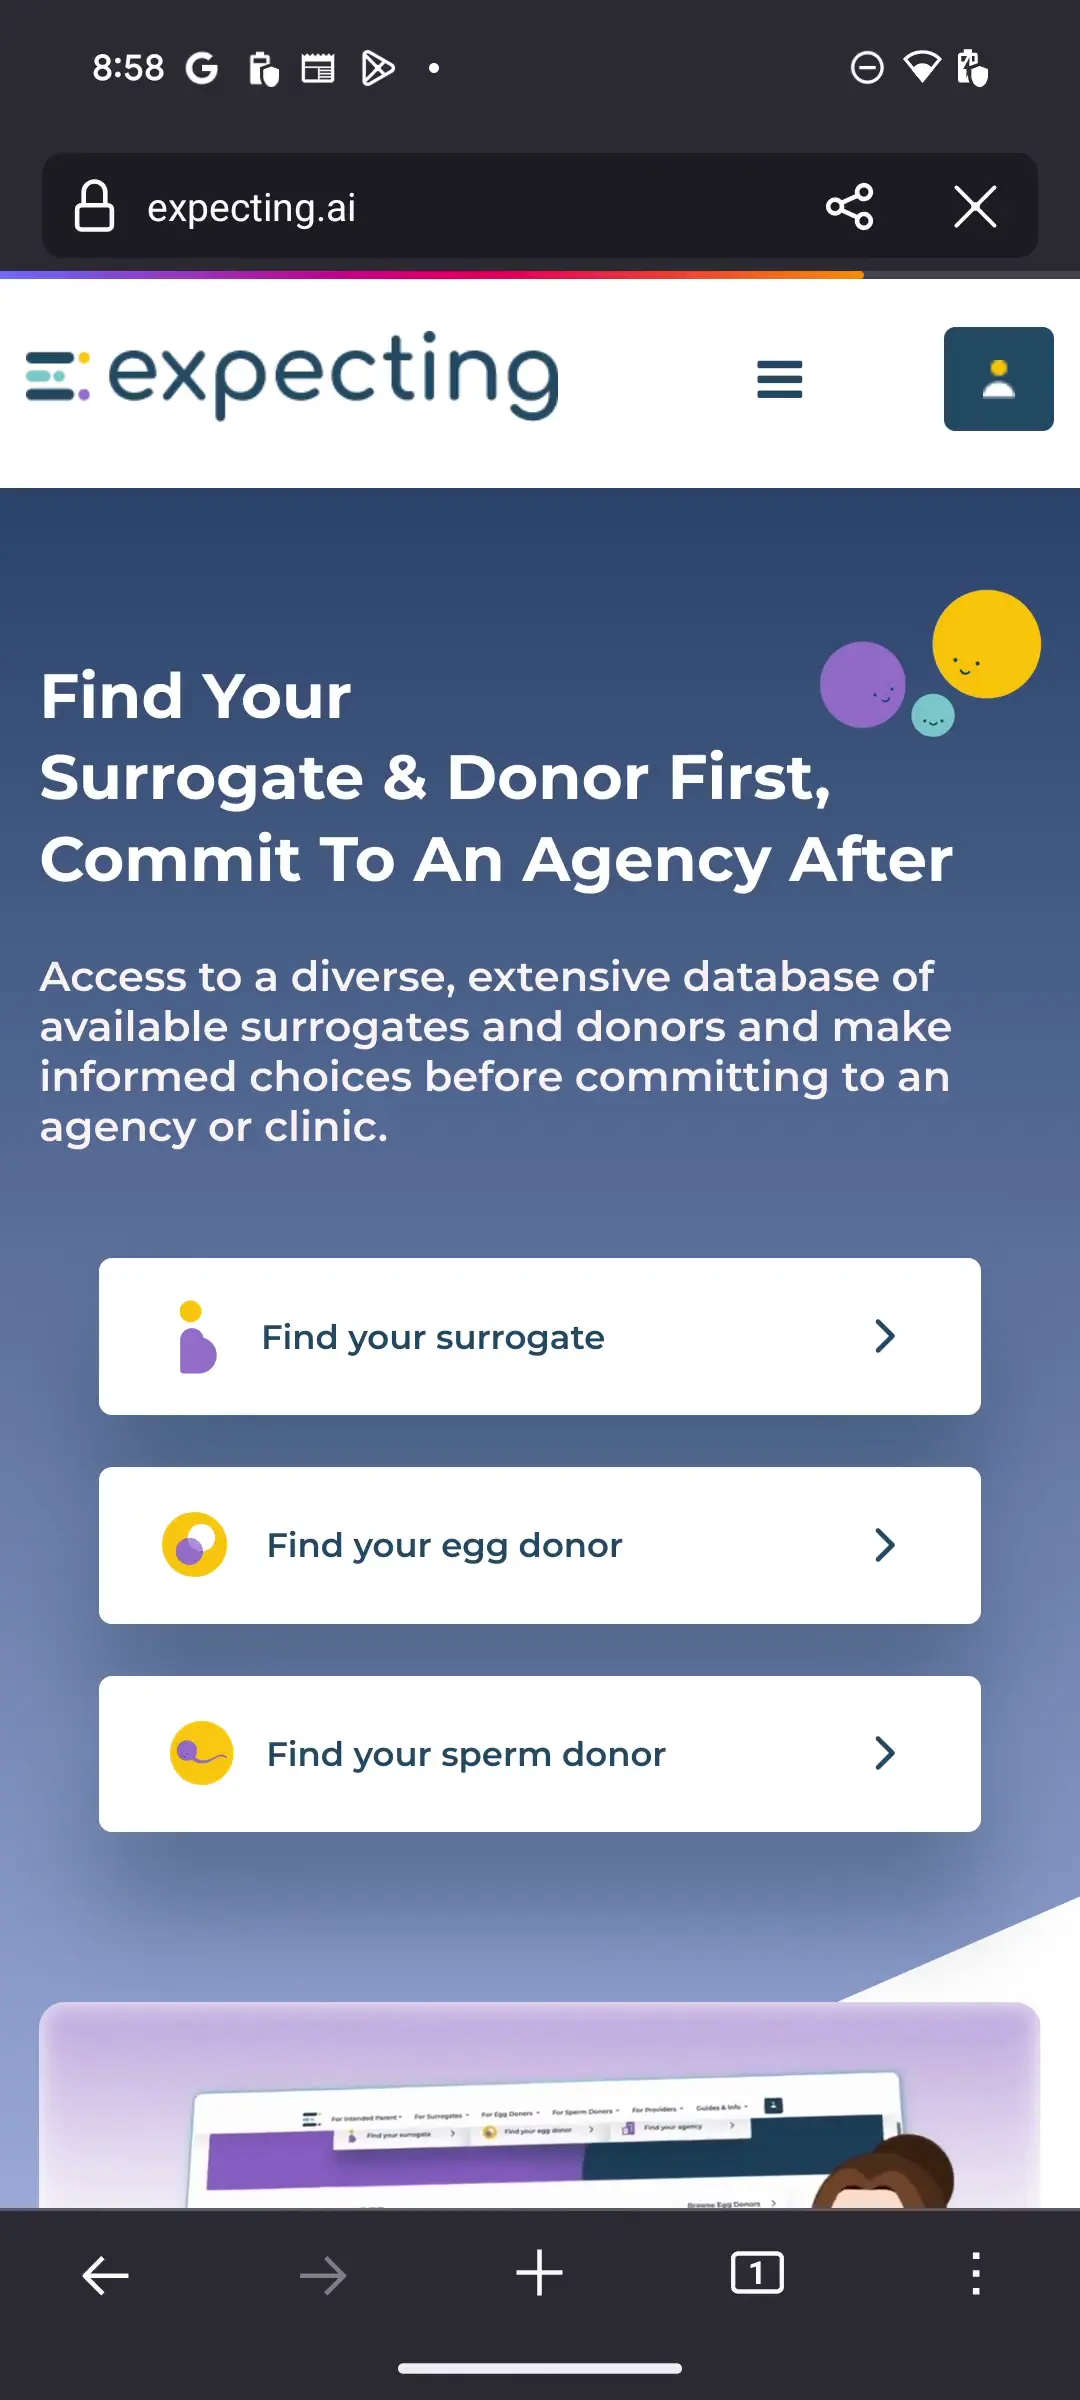 8:58
expecting.ai
expecting
Find Your
Surrogate & Donor First,
Commit To An Agency After
Access to a diverse, extensive database of
available surrogates and donors and make
informed choices before committing to an
agency or clinic.
Find your surrogate
Find your egg donor
Find your sperm donor
For Intended Parent For Surrogates For Egg Donors For Sperm Donors For Providers Guides & Info
Find your surrogate Find your egg donor Find your agency
Browse Egg Donors
1